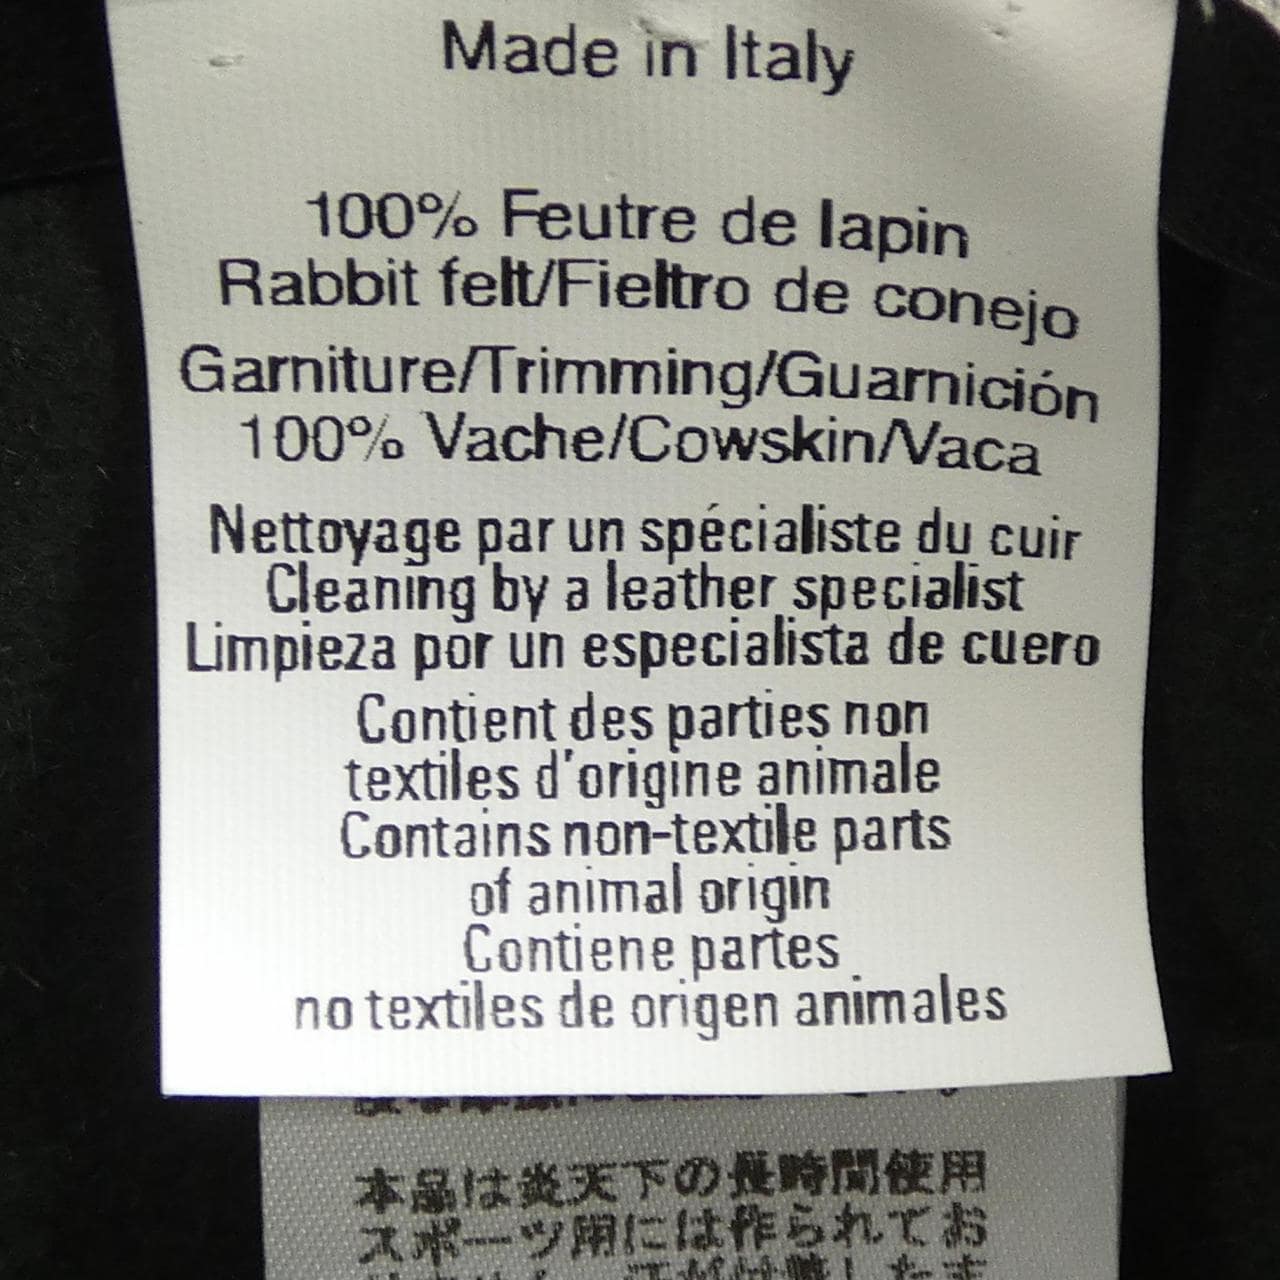 Made in Italy
100% Feutre de lapin
Rabbit felt/Fieltro de conejo
Garniture/Trimming/Guarnición
100% Vache/Cowskin/Vaca
Nettoyage par un spécialiste du cuir
Cleaning by a leather specialist
Limpieza por un especialista de cuero
Contient des parties non
textiles d'origine animale
Contains non-textile parts
of animal origin
Contiene partes
no textiles de origen animales
本品は炎天下の長時間使用
スポーツ用には作られてお